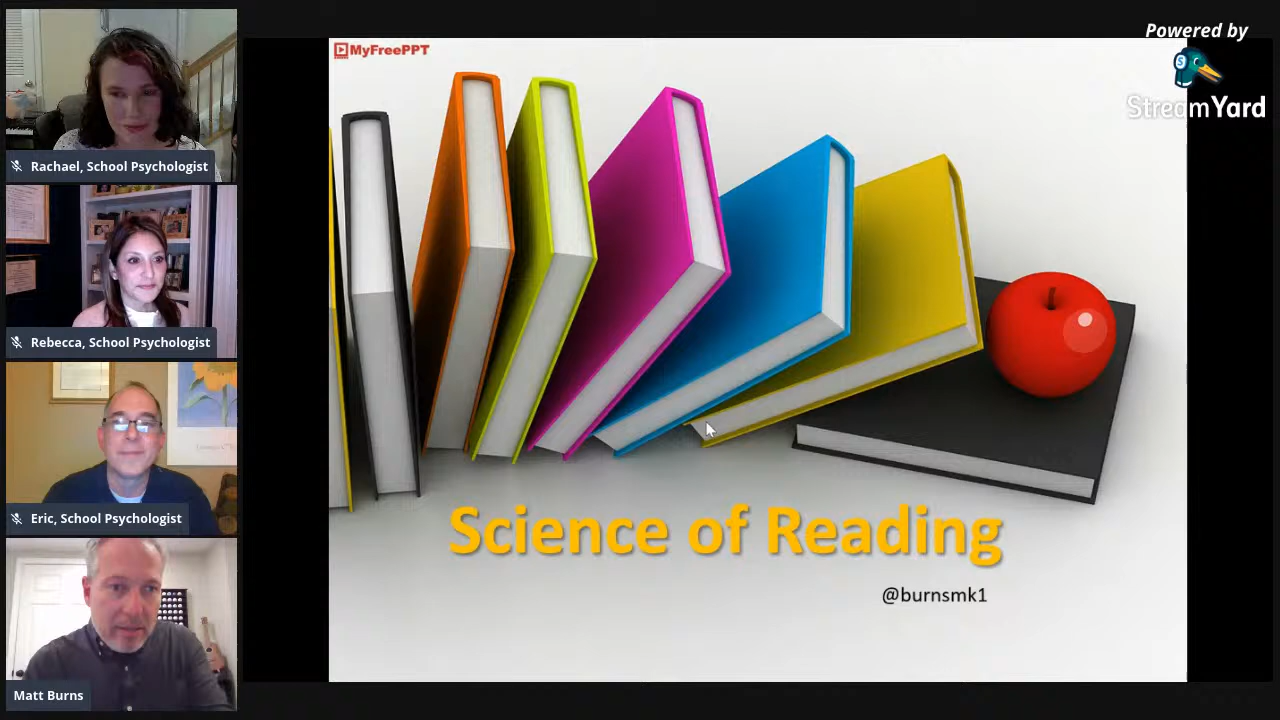 MyFreePPT
Powered by
StreamYard
Rachael, School Psychologist
Rebecca, School Psychologist
Eric, School Psychologist
Matt Burns
Science of Reading
@burnsmk1